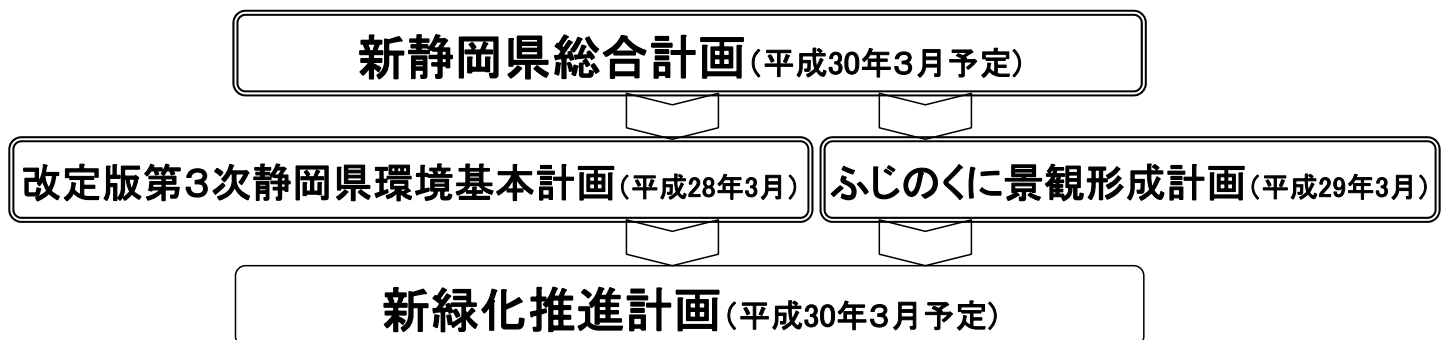 新静岡県総合計画（平成30年３月予定）
改定版第３次静岡県環境基本計画（平成28年3月）
ふじのくに景観形成計画（平成29年3月）
新緑化推進計画（平成30年３月予定）